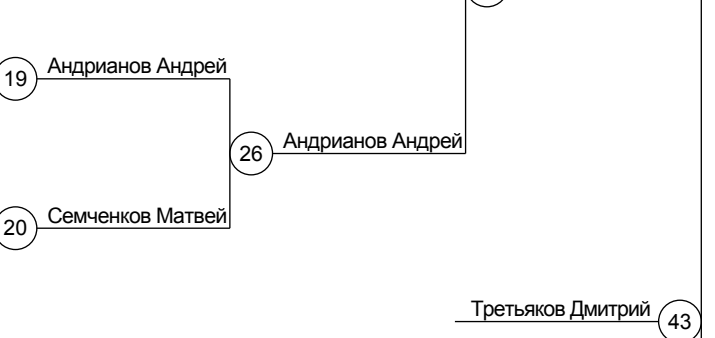 19 Андрианов Андрей
26 Андрианов Андрей
20 Семченков Матвей
Третьяков Дмитрий 43